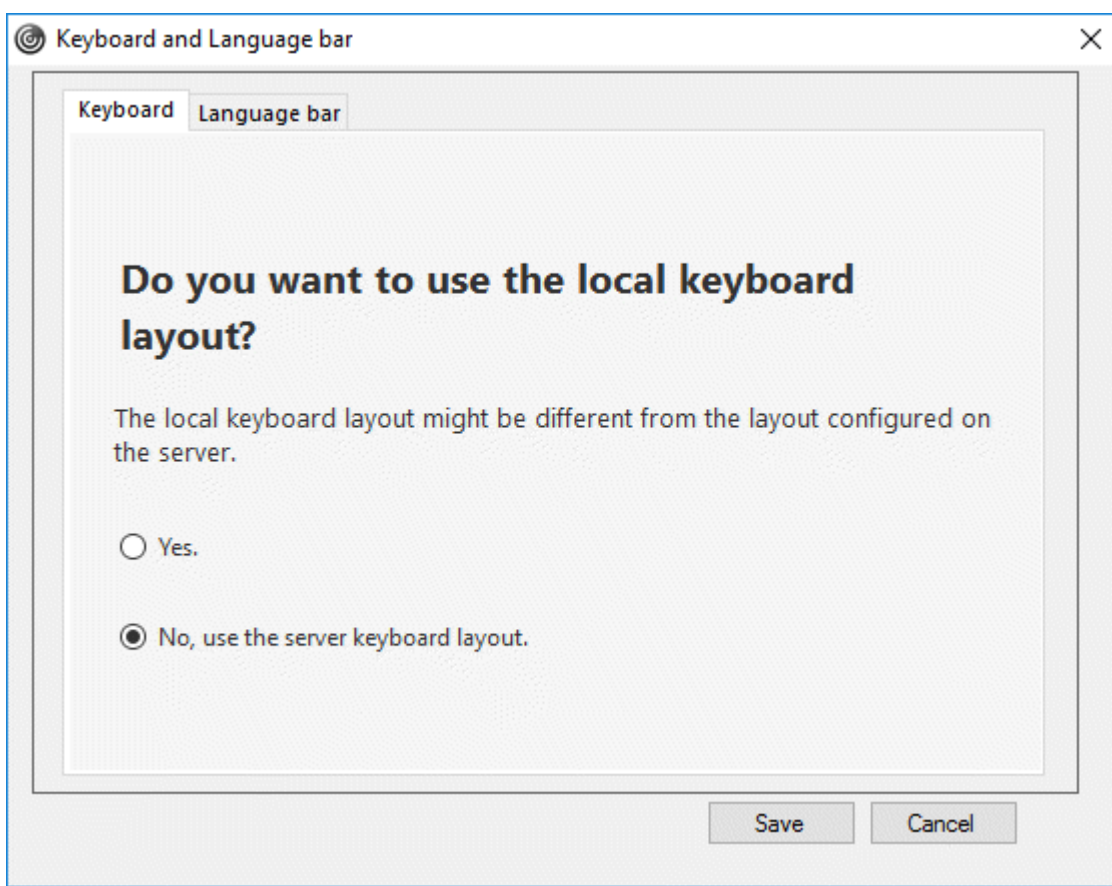 Keyboard and Language bar
Keyboard
Language bar
Do you want to use the local keyboard
layout?
The local keyboard layout might be different from the layout configured on
the server.
Yes.
No, use the server keyboard layout.
Save
Cancel